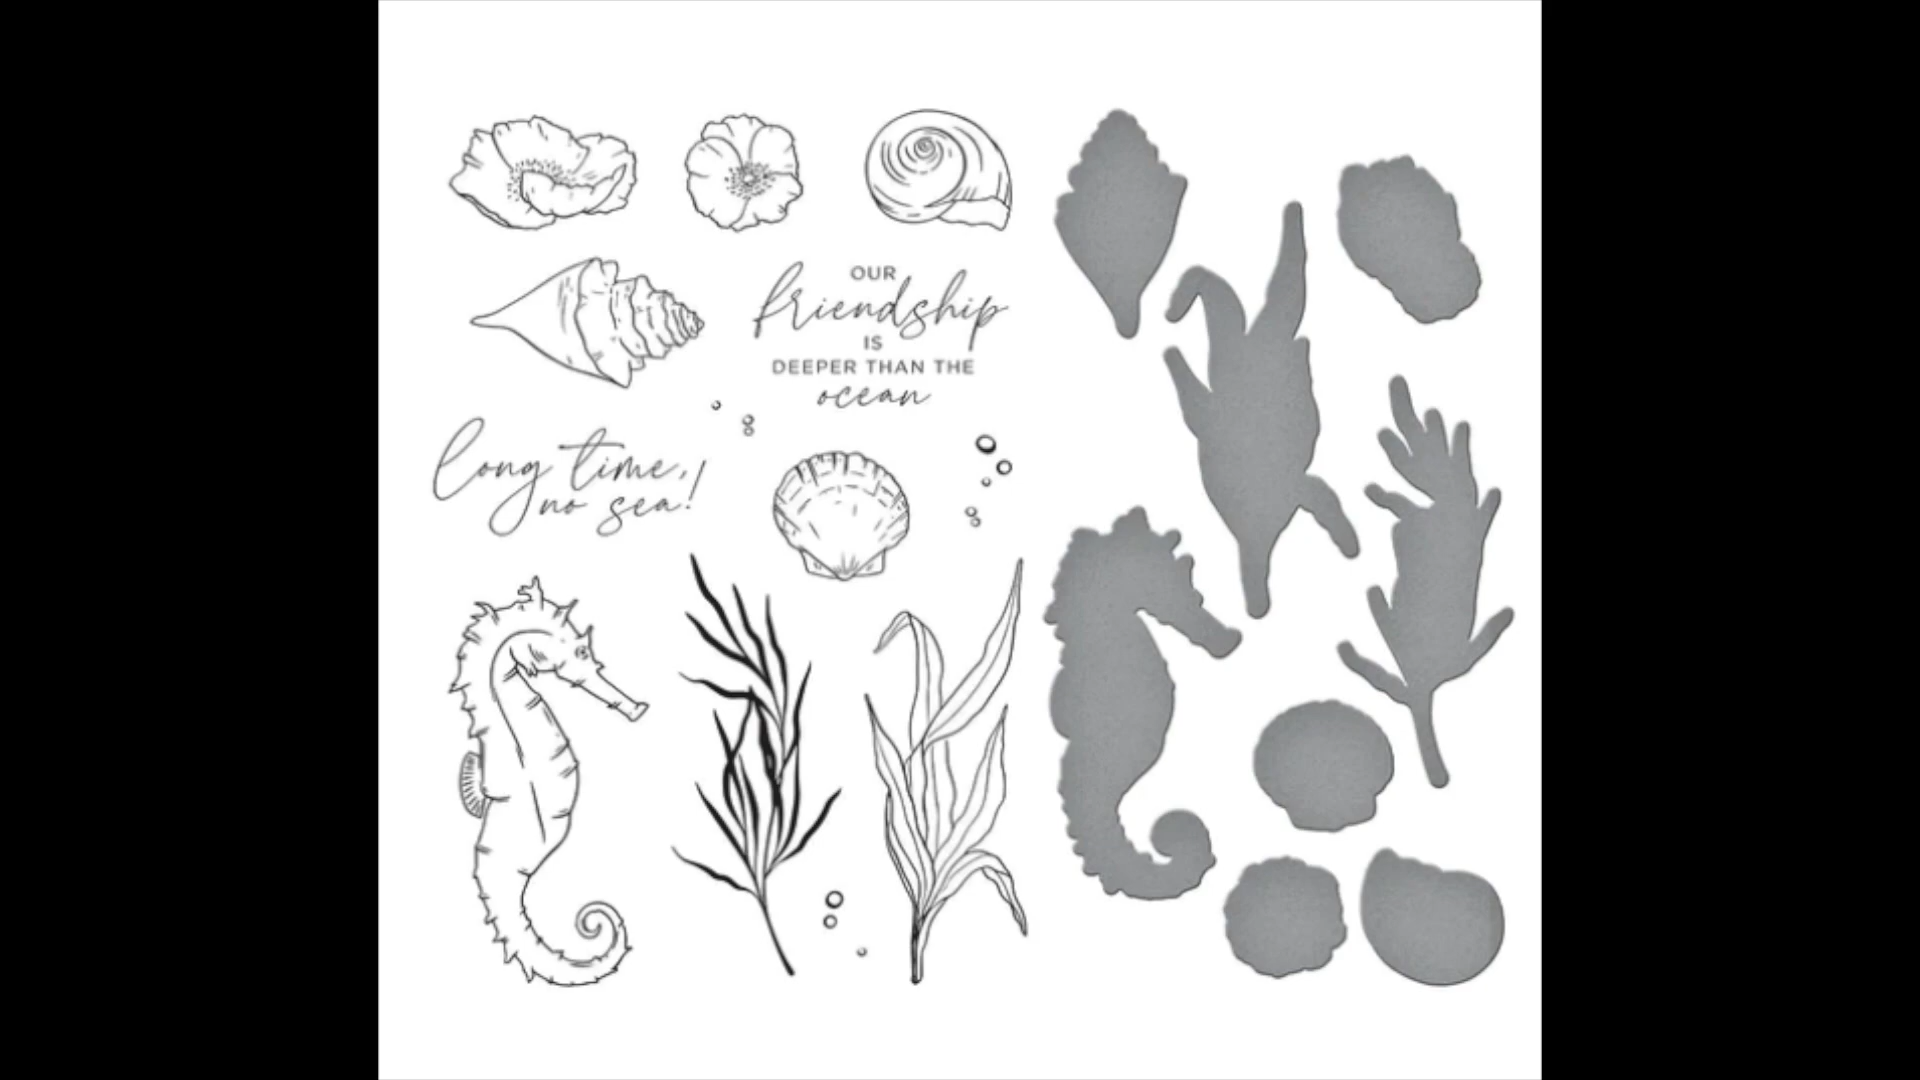 OUR
friendship
IS
DEEPER THAN THE
ocean
long time,
no sea!